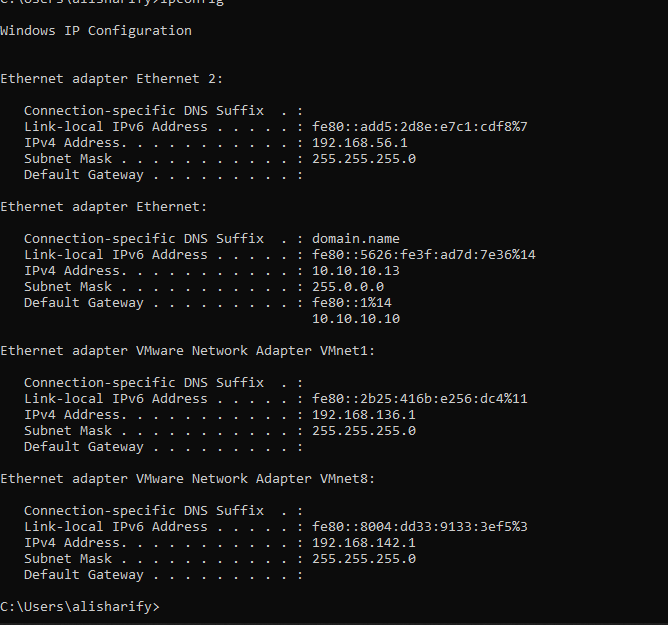 C:\Users\alisharify>ipconfig
Windows IP Configuration
Ethernet adapter Ethernet 2:
Connection-specific DNS Suffix  . :
Link-local IPv6 Address . . . . . : fe80::add5:2d8e:e7c1:cdf8%7
IPv4 Address. . . . . . . . . . . : 192.168.56.1
Subnet Mask . . . . . . . . . . . : 255.255.255.0
Default Gateway . . . . . . . . . :
Ethernet adapter Ethernet:
Connection-specific DNS Suffix  . : domain.name
Link-local IPv6 Address . . . . . : fe80::5626:fe3f:ad7d:7e36%14
IPv4 Address. . . . . . . . . . . : 10.10.10.13
Subnet Mask . . . . . . . . . . . : 255.0.0.0
Default Gateway . . . . . . . . . : fe80::1%14
10.10.10.10
Ethernet adapter VMware Network Adapter VMnet1:
Connection-specific DNS Suffix  . :
Link-local IPv6 Address . . . . . : fe80::2b25:416b:e256:dc4%11
IPv4 Address. . . . . . . . . . . : 192.168.136.1
Subnet Mask . . . . . . . . . . . : 255.255.255.0
Default Gateway . . . . . . . . . :
Ethernet adapter VMware Network Adapter VMnet8:
Connection-specific DNS Suffix  . :
Link-local IPv6 Address . . . . . : fe80::8004:dd33:9133:3ef5%3
IPv4 Address. . . . . . . . . . . : 192.168.142.1
Subnet Mask . . . . . . . . . . . : 255.255.255.0
Default Gateway . . . . . . . . . :
C:\Users\alisharify>